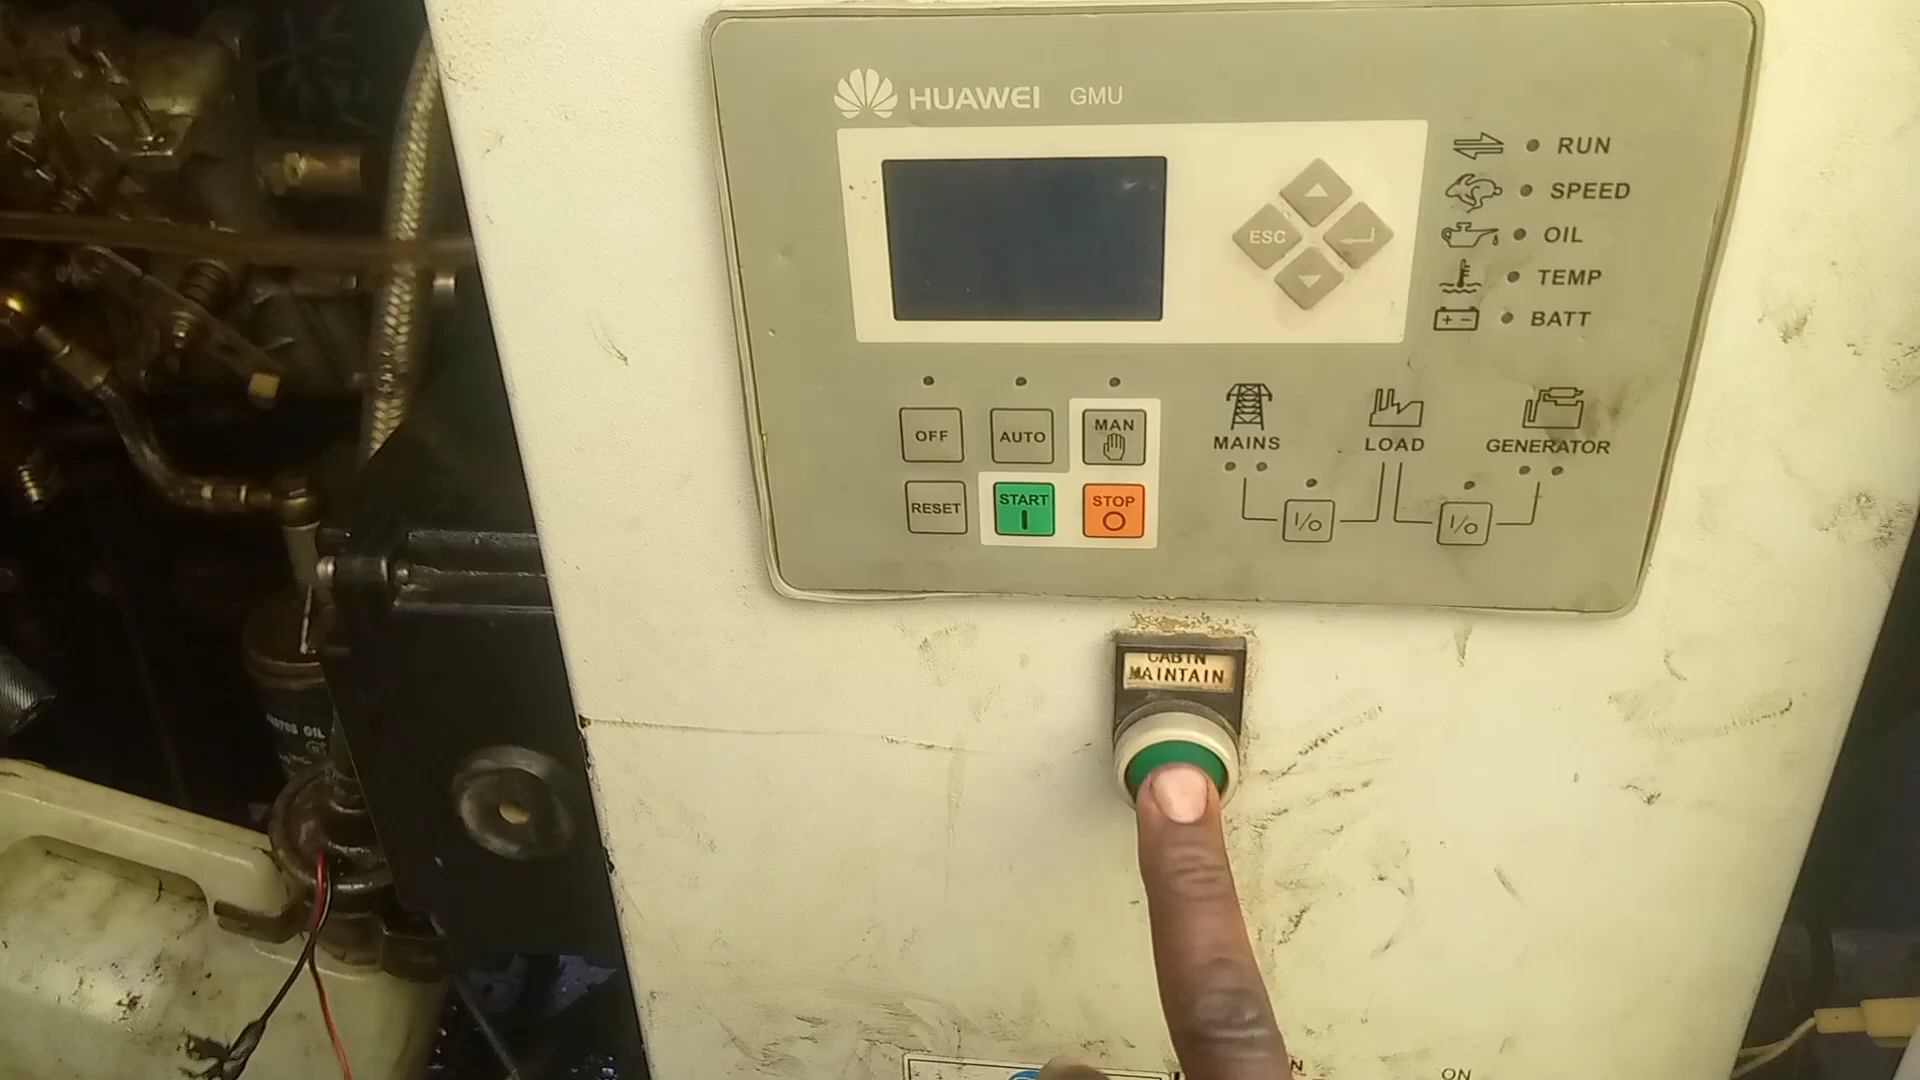 HUAWEI GMU
RUN
SPEED
OIL
TEMP
BATT
ESC
OFF
AUTO
MAN
RESET
START
I
STOP
O
MAINS
LOAD
GENERATOR
I/O
I/O
CABIN
MAINTAIN
OIL
ON